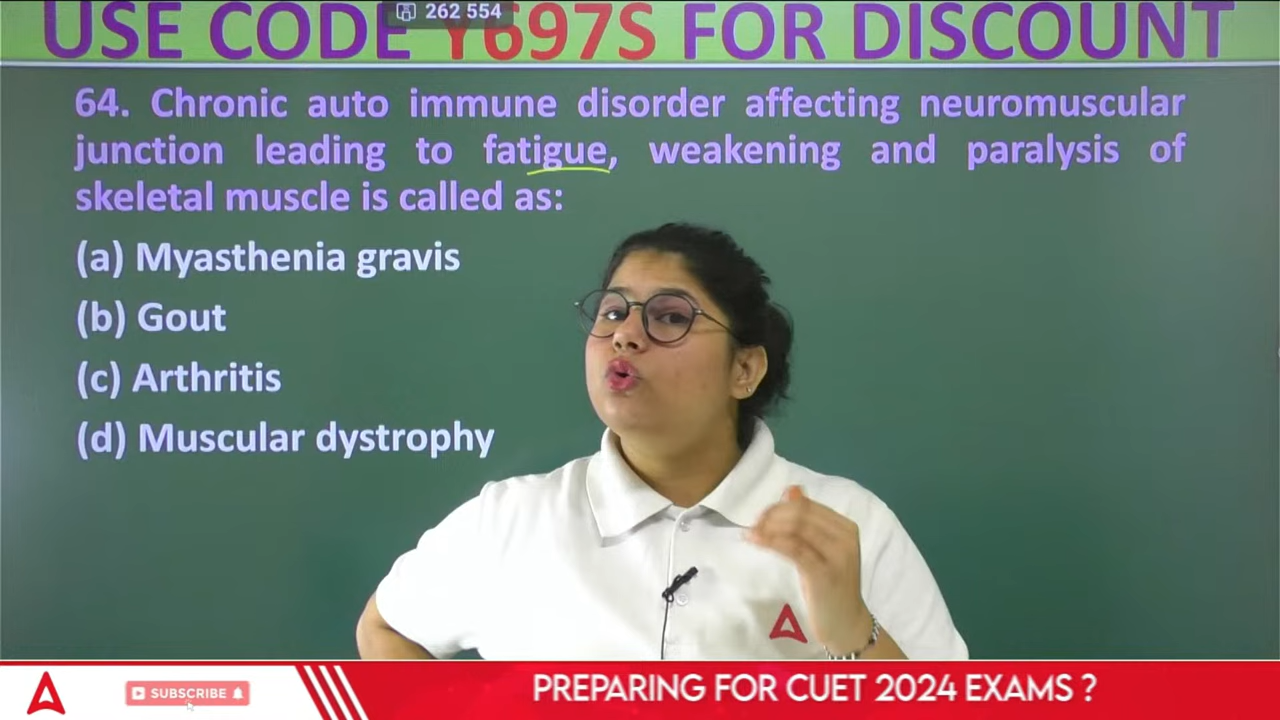 USE CODE Y697S FOR DISCOUNT
262 554
64. Chronic auto immune disorder affecting neuromuscular
junction leading to fatigue, weakening and paralysis of
skeletal muscle is called as:
(a) Myasthenia gravis
(b) Gout
(c) Arthritis
(d) Muscular dystrophy
SUBSCRIBE
PREPARING FOR CUET 2024 EXAMS ?